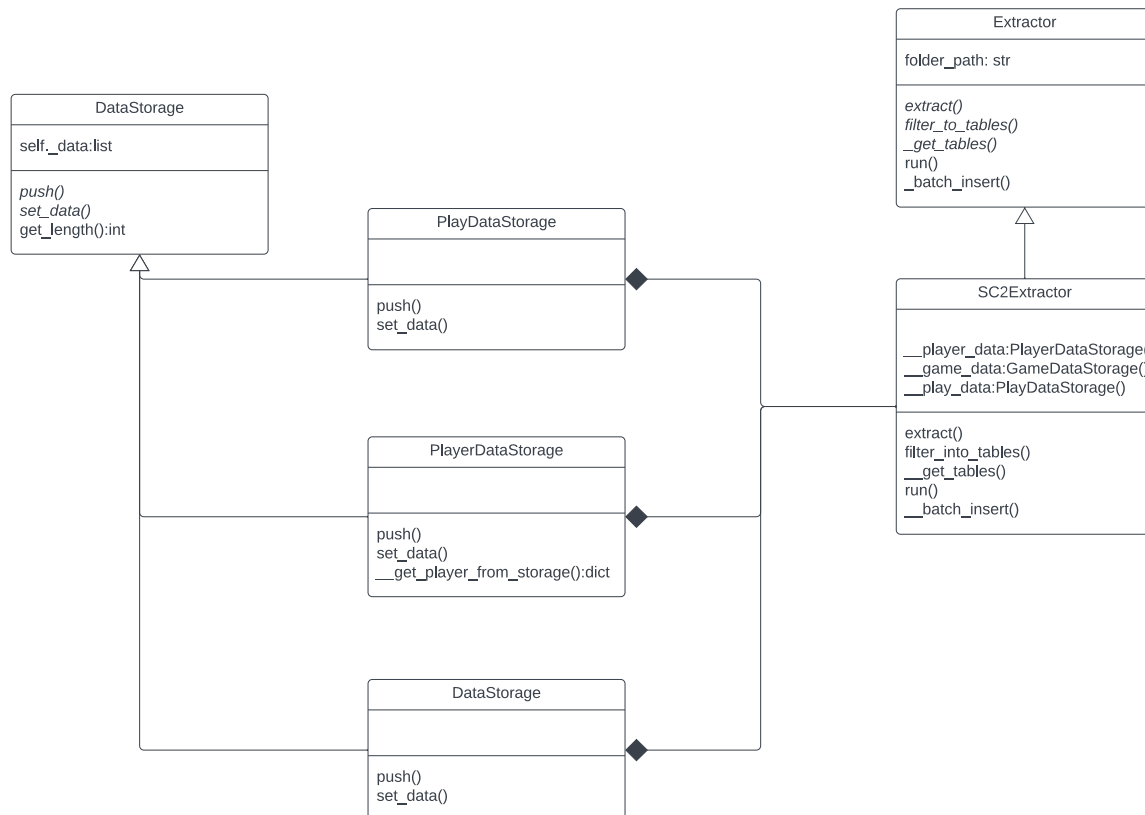 Extractor
folder_path: str
extract()
filter_to_tables()
_get_tables()
run()
_batch_insert()
DataStorage
self._data:list
push()
set_data()
get_length():int
PlayDataStorage
push()
set_data()
SC2Extractor
__player_data:PlayerDataStorage(
__game_data:GameDataStorage()
__play_data:PlayDataStorage()
extract()
filter_into_tables()
__get_tables()
run()
__batch_insert()
PlayerDataStorage
push()
set_data()
__get_player_from_storage():dict
DataStorage
push()
set_data()